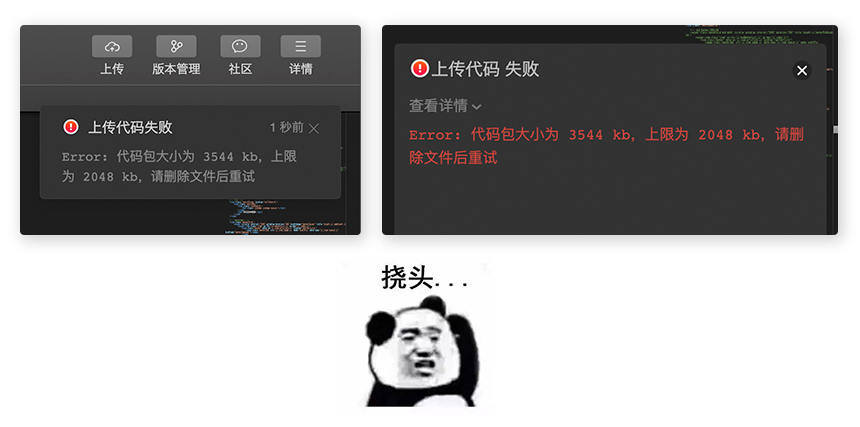 上传
版本管理
社区
详情
上传代码失败
1 秒前
Error: 代码包大小为 3544 kb, 上限
为 2048 kb, 请删除文件后重试
上传代码 失败
查看详情
Error: 代码包大小为 3544 kb, 上限为 2048 kb, 请删
除文件后重试
挠头...